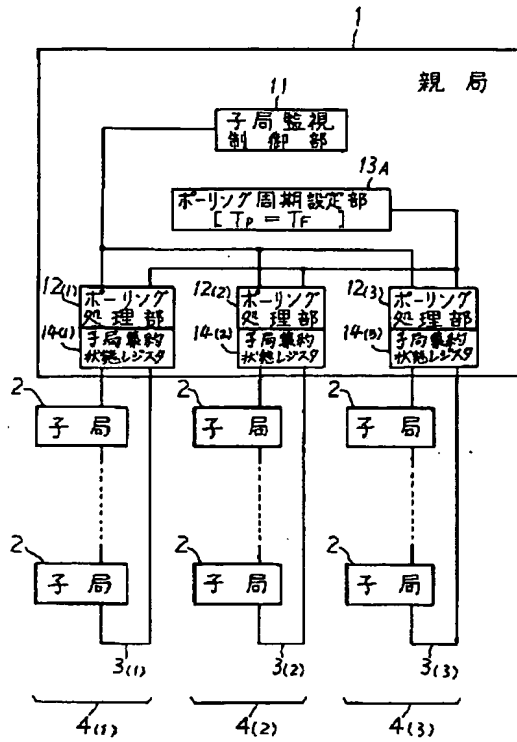 1
親局
11
子局監視
制御部
13A
ポーリング周期設定部
[ TP = TF ]
12(1)
ポーリング
処理部
14(1)
子局集約
状態レジスタ
12(2)
ポーリング
処理部
14(2)
子局集約
状態レジスタ
12(3)
ポーリング
処理部
14(3)
子局集約
状態レジスタ
2
子局
2
子局
2
子局
2
子局
2
子局
2
子局
3(1)
3(2)
3(3)
4(1)
4(2)
4(3)